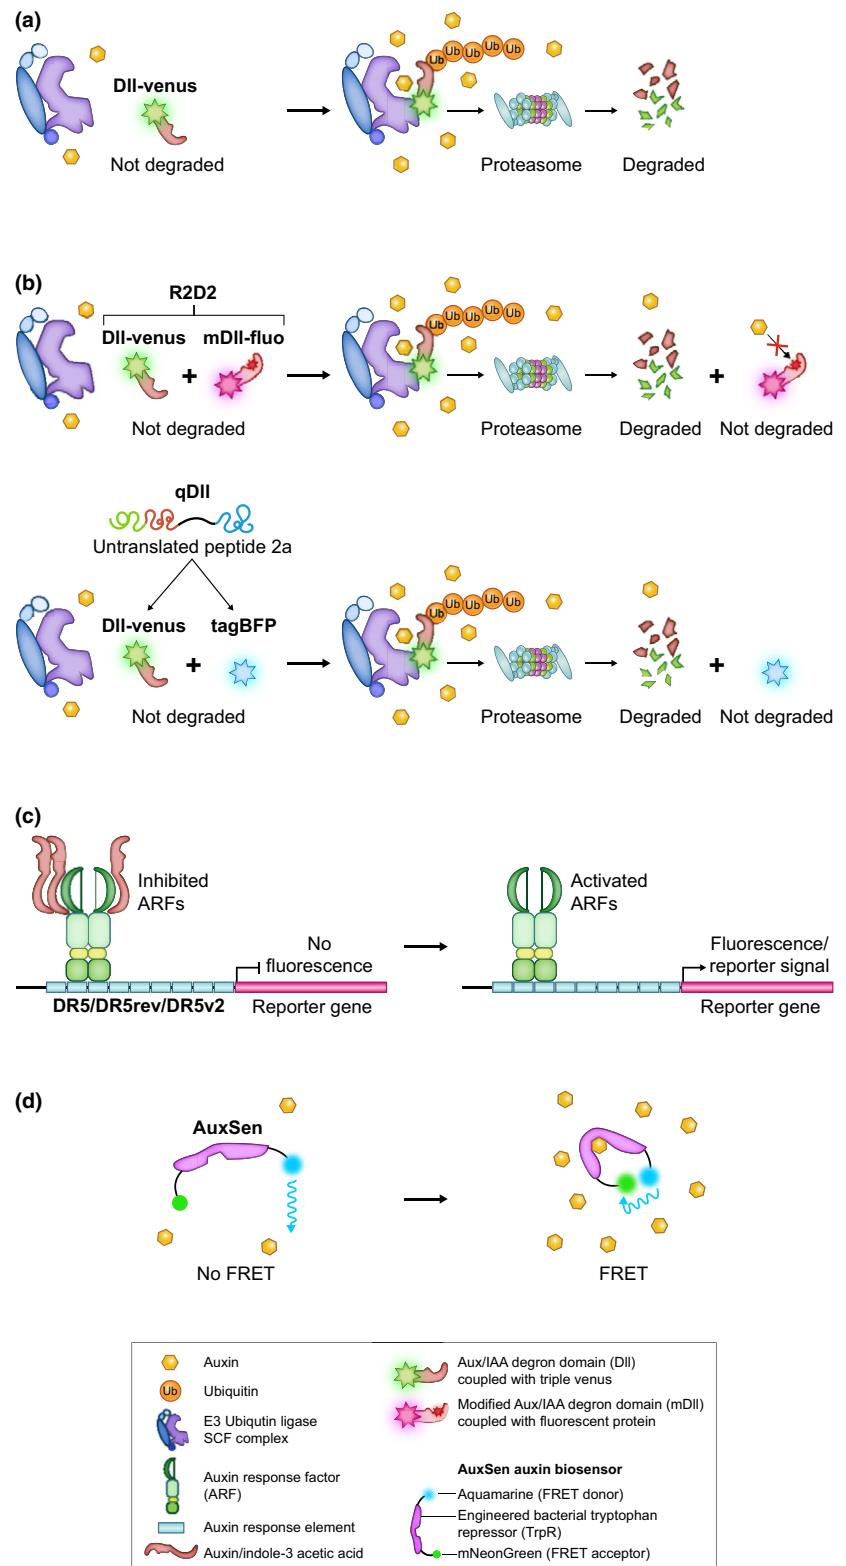 (a)
Dll-venus
Not degraded
Ub Ub Ub Ub Ub
Proteasome
Degraded
(b)
R2D2
Dll-venus
mDll-fluo
Not degraded
Ub Ub Ub Ub Ub
Proteasome
Degraded
+
Not degraded
+
qDll
Untranslated peptide 2a
Dll-venus
tagBFP
+
Not degraded
Ub Ub Ub Ub Ub
Proteasome
Degraded
+
Not degraded
(c)
Inhibited
ARFs
No
fluorescence
DR5/DR5rev/DR5v2
Reporter gene
Activated
ARFs
Fluorescence/
reporter signal
Reporter gene
(d)
AuxSen
No FRET
FRET
Auxin
Ub
Ubiquitin
E3 Ubiqutin ligase
SCF complex
Auxin response factor
(ARF)
Auxin response element
Auxin/indole-3 acetic acid
Aux/IAA degron domain (Dll)
coupled with triple venus
Modified Aux/IAA degron domain (mDll)
coupled with fluorescent protein
AuxSen auxin biosensor
Aquamarine (FRET donor)
Engineered bacterial tryptophan
repressor (TrpR)
mNeonGreen (FRET acceptor)